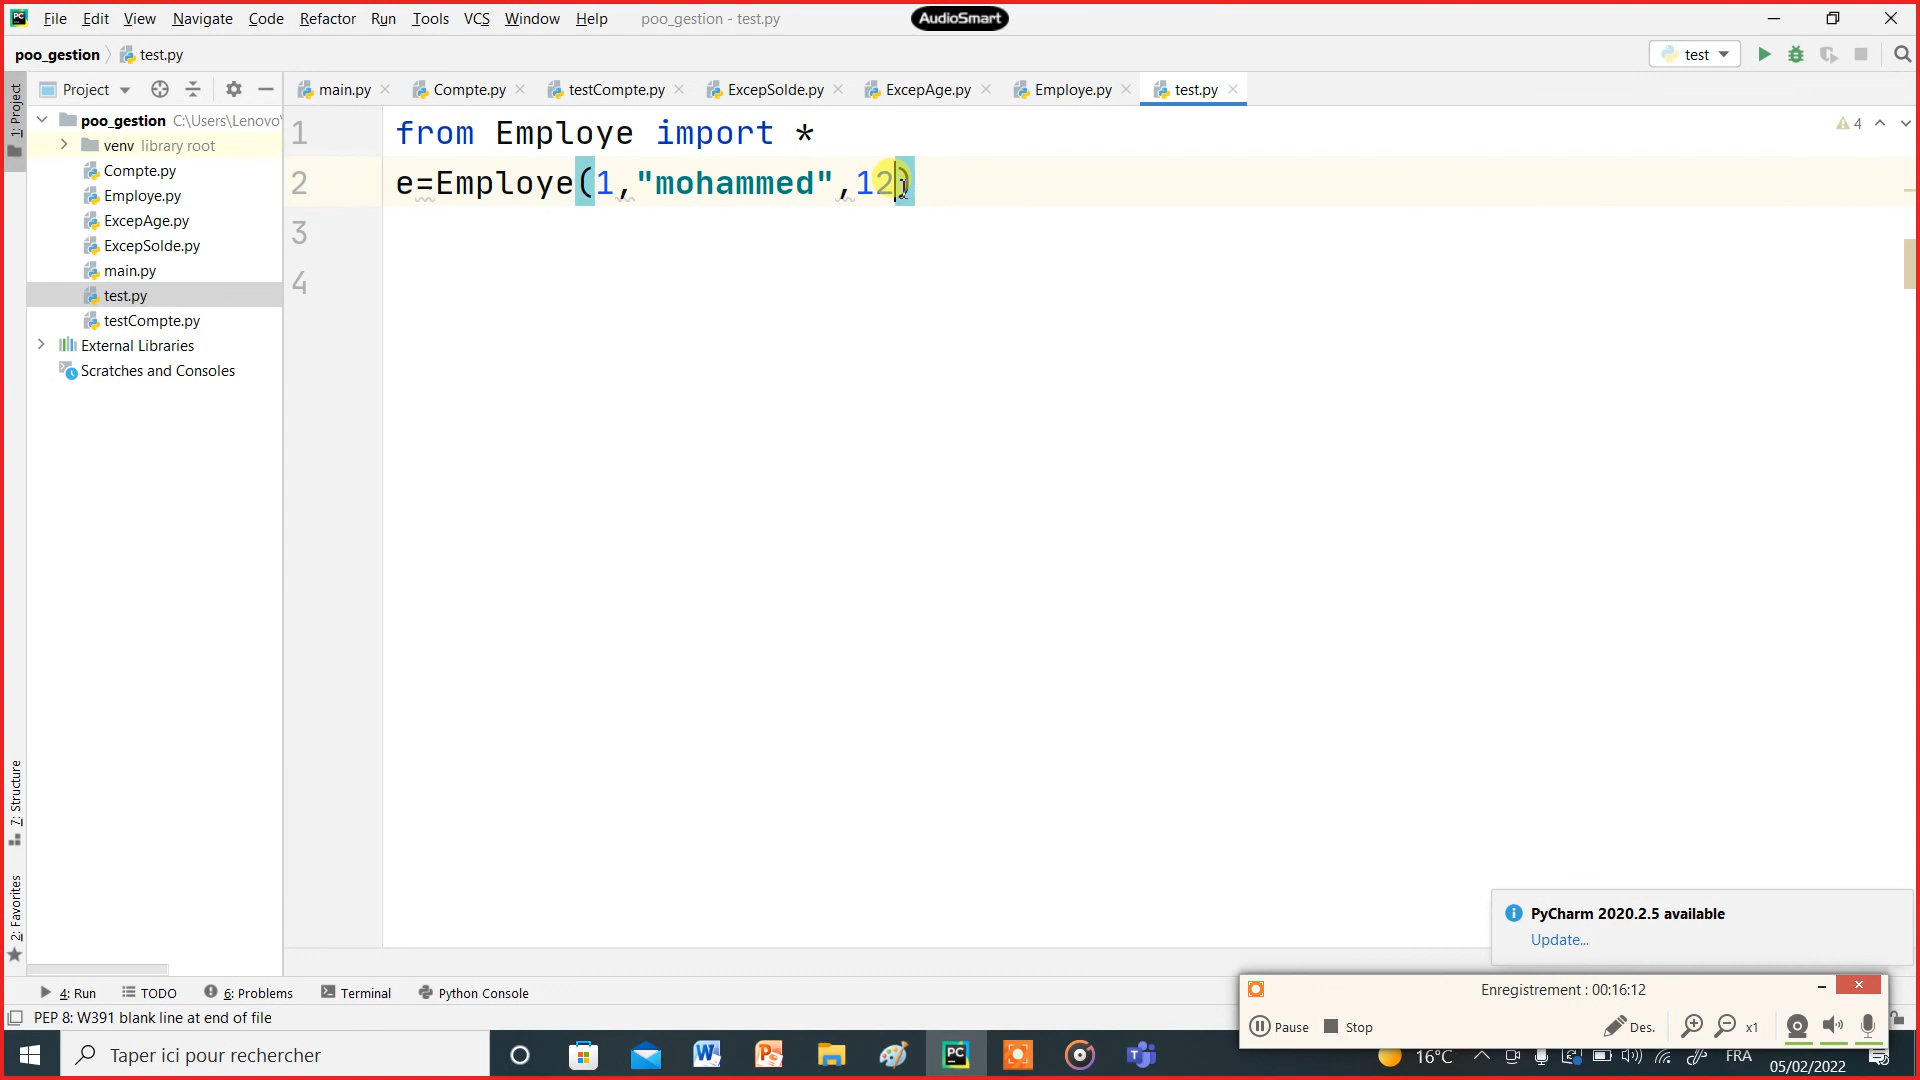 File Edit View Navigate Code Refactor Run Tools VCS Window Help poo_gestion - test.py AudioSmart
poo_gestion test.py test
1: Project
Project
main.py Compte.py testCompte.py ExcepSolde.py ExcepAge.py Employe.py test.py
poo_gestion C:\Users\Lenovo\
venv library root
Compte.py
Employe.py
ExcepAge.py
ExcepSolde.py
main.py
test.py
testCompte.py
External Libraries
Scratches and Consoles
1 from Employe import *
2 e=Employe(1,"mohammed",12)
3
4
4
7: Structure
2: Favorites
PyCharm 2020.2.5 available
Update...
4: Run TODO 6: Problems Terminal Python Console
PEP 8: W391 blank line at end of file
Enregistrement : 00:16:12
Pause Stop Des. x1
Taper ici pour rechercher
16°C FRA
05/02/2022